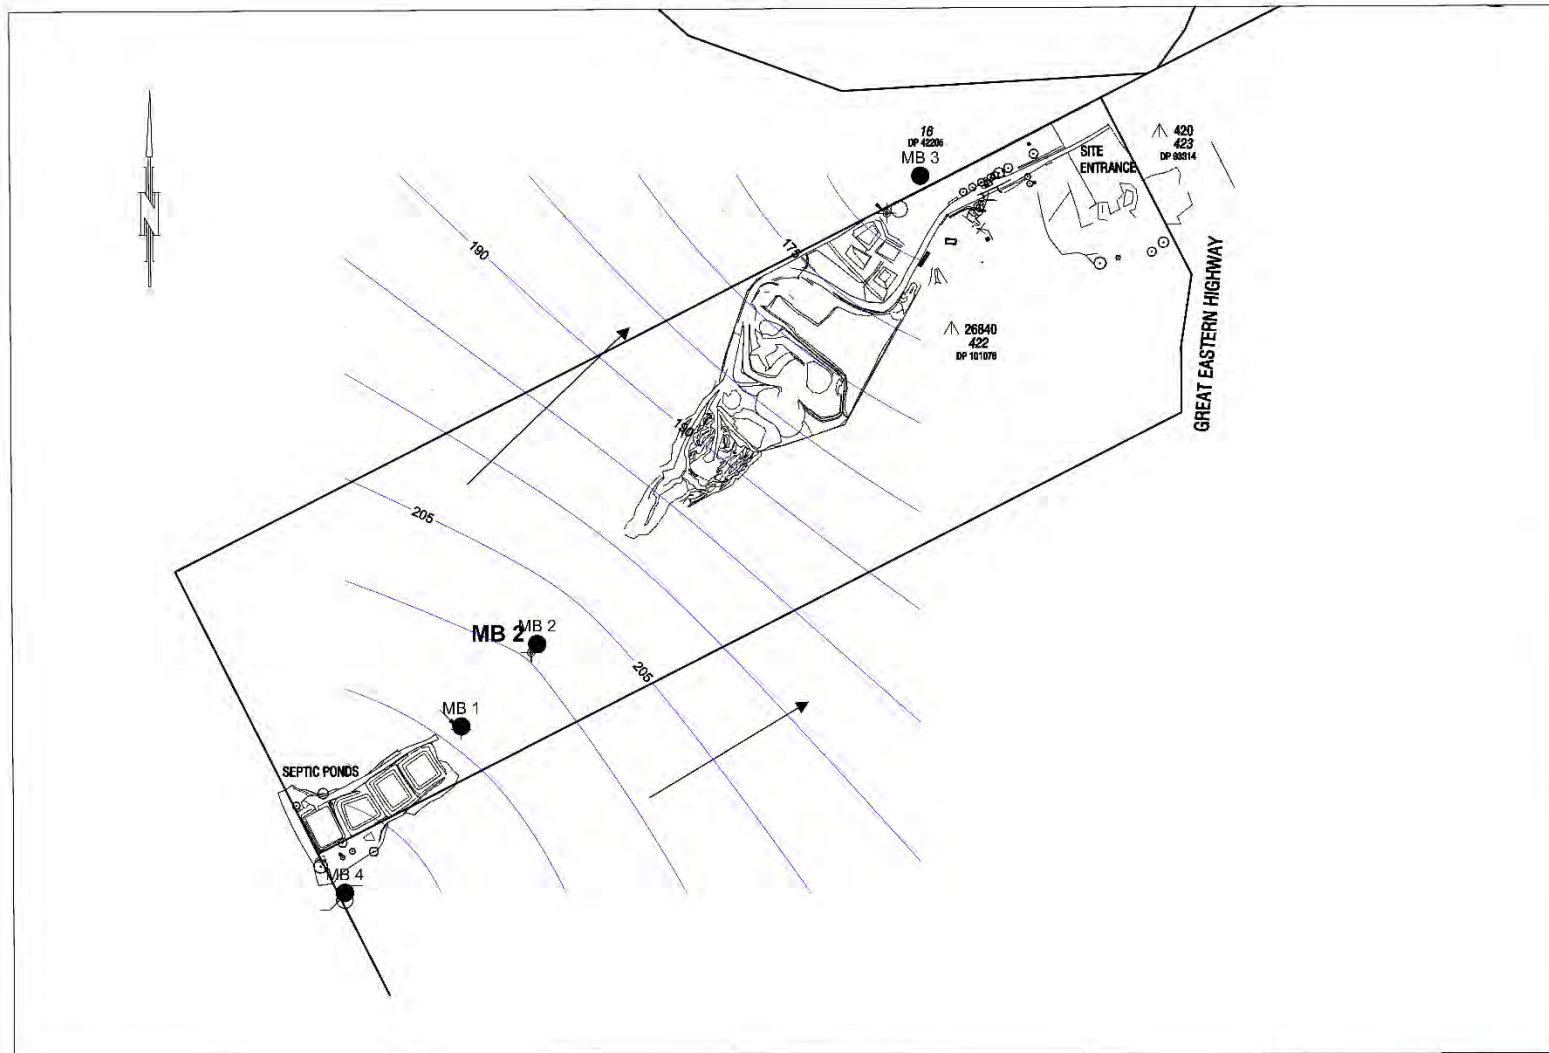 16
DP 42206
MB 3
420
423
DP 93314
SITE
ENTRANCE
N
190
175
GREAT EASTERN HIGHWAY
26840
422
DP 101078
190
205
MB 2
MB 2
205
MB 1
SEPTIC PONDS
MB 4